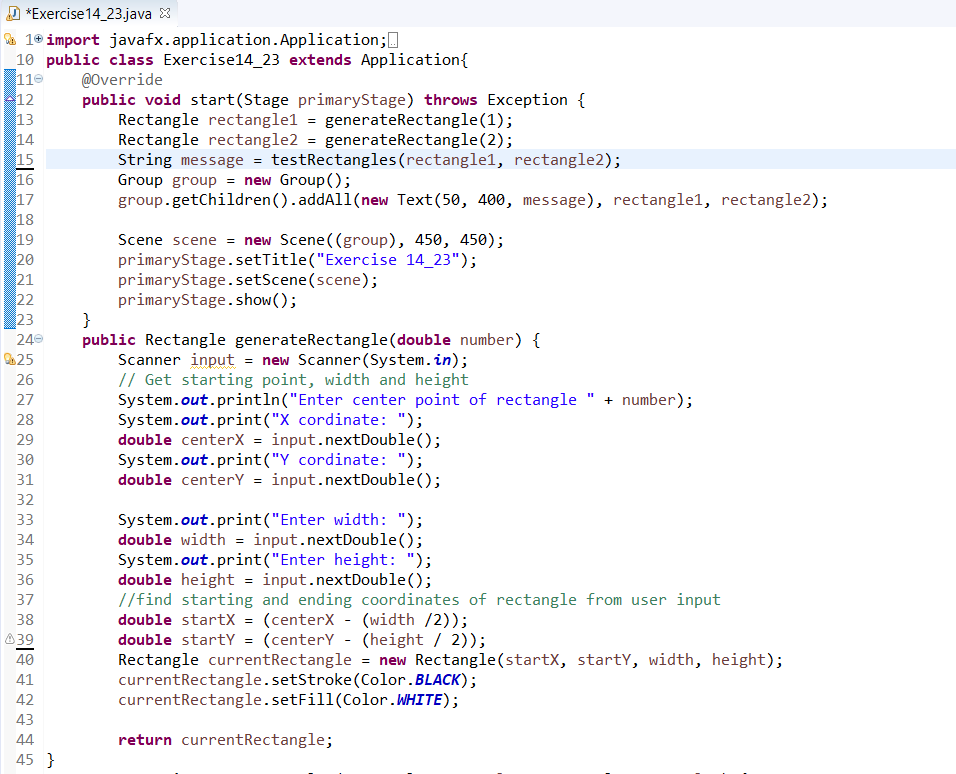 *Exercise14_23.java
1 import javafx.application.Application;
10 public class Exercise14_23 extends Application{
11 @Override
12 public void start(Stage primaryStage) throws Exception {
13 Rectangle rectangle1 = generateRectangle(1);
14 Rectangle rectangle2 = generateRectangle(2);
15 String message = testRectangles(rectangle1, rectangle2);
16 Group group = new Group();
17 group.getChildren().addAll(new Text(50, 400, message), rectangle1, rectangle2);
18
19 Scene scene = new Scene((group), 450, 450);
20 primaryStage.setTitle("Exercise 14_23");
21 primaryStage.setScene(scene);
22 primaryStage.show();
23 }
24 public Rectangle generateRectangle(double number) {
25 Scanner input = new Scanner(System.in);
26 // Get starting point, width and height
27 System.out.println("Enter center point of rectangle " + number);
28 System.out.print("X cordinate: ");
29 double centerX = input.nextDouble();
30 System.out.print("Y cordinate: ");
31 double centerY = input.nextDouble();
32
33 System.out.print("Enter width: ");
34 double width = input.nextDouble();
35 System.out.print("Enter height: ");
36 double height = input.nextDouble();
37 //find starting and ending coordinates of rectangle from user input
38 double startX = (centerX - (width /2));
39 double startY = (centerY - (height / 2));
40 Rectangle currentRectangle = new Rectangle(startX, startY, width, height);
41 currentRectangle.setStroke(Color.BLACK);
42 currentRectangle.setFill(Color.WHITE);
43
44 return currentRectangle;
45 }